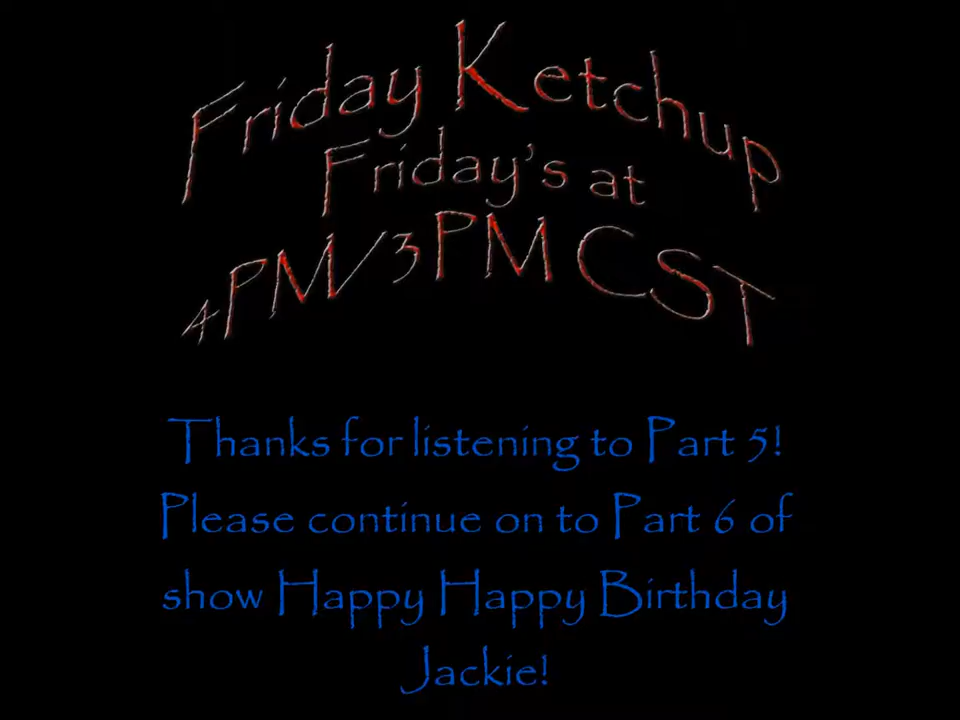 Friday Ketchup
Friday's at
4PM/3PM CST
Thanks for listening to Part 5!
Please continue on to Part 6 of
show Happy Happy Birthday
Jackie!